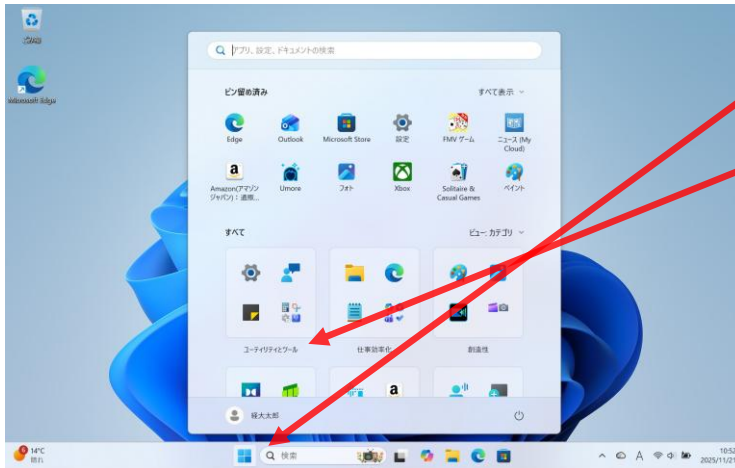 ごみ箱
Microsoft Edge
アプリ、設定、ドキュメントの検索
ピン留め済み
すべて表示
Edge
Outlook
Microsoft Store
設定
FMV ゲーム
ニュース (My
Cloud)
Amazon(アマゾン
ジャパン)：通販...
Umore
フォト
Xbox
Solitaire &
Casual Games
ペイント
すべて
ビュー: カテゴリ
ユーティリティとツール
仕事効率化
創造性
a
14°C
晴れ
検索
A
10:52
2025/11/21